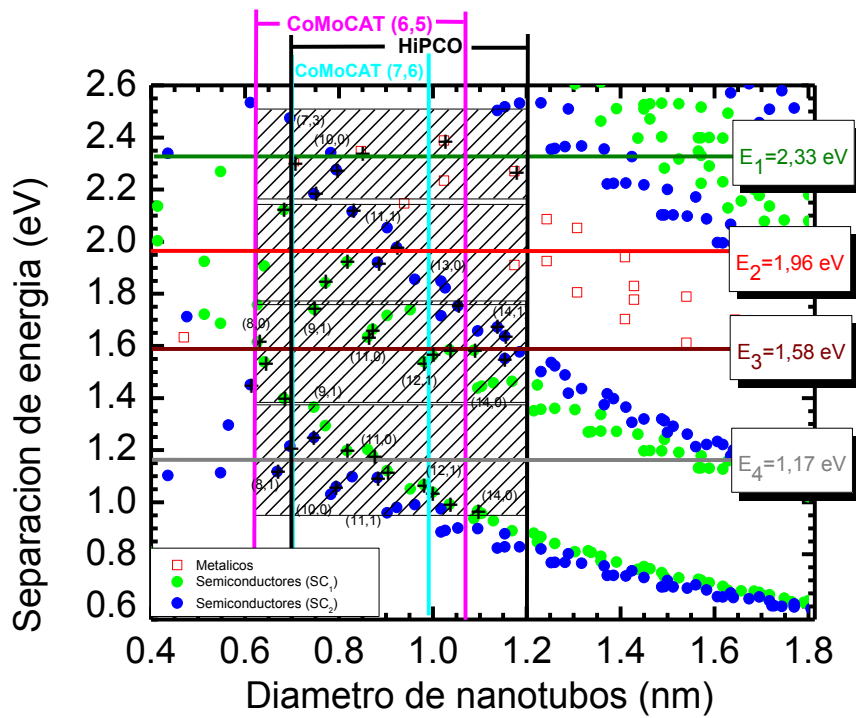 CoMoCAT (6,5)
HiPCO
CoMoCAT (7,6)
2.6
2.4
2.2
2.0
1.8
1.6
1.4
1.2
1.0
0.8
0.6
Separacion de energia (eV)
(7,3)
(10,0)
(11,1)
(13,0)
(8,0)
(9,1)
(11,0)
(14,1)
(12,1)
(14,0)
(9,1)
(11,0)
(8,1)
(12,1)
(10,0)
(11,1)
(14,0)
E₁=2,33 eV
E₂=1,96 eV
E₃=1,58 eV
E₄=1,17 eV
Metalicos
Semiconductores (SC₁)
Semiconductores (SC₂)
0.4 0.6 0.8 1.0 1.2 1.4 1.6 1.8
Diametro de nanotubos (nm)